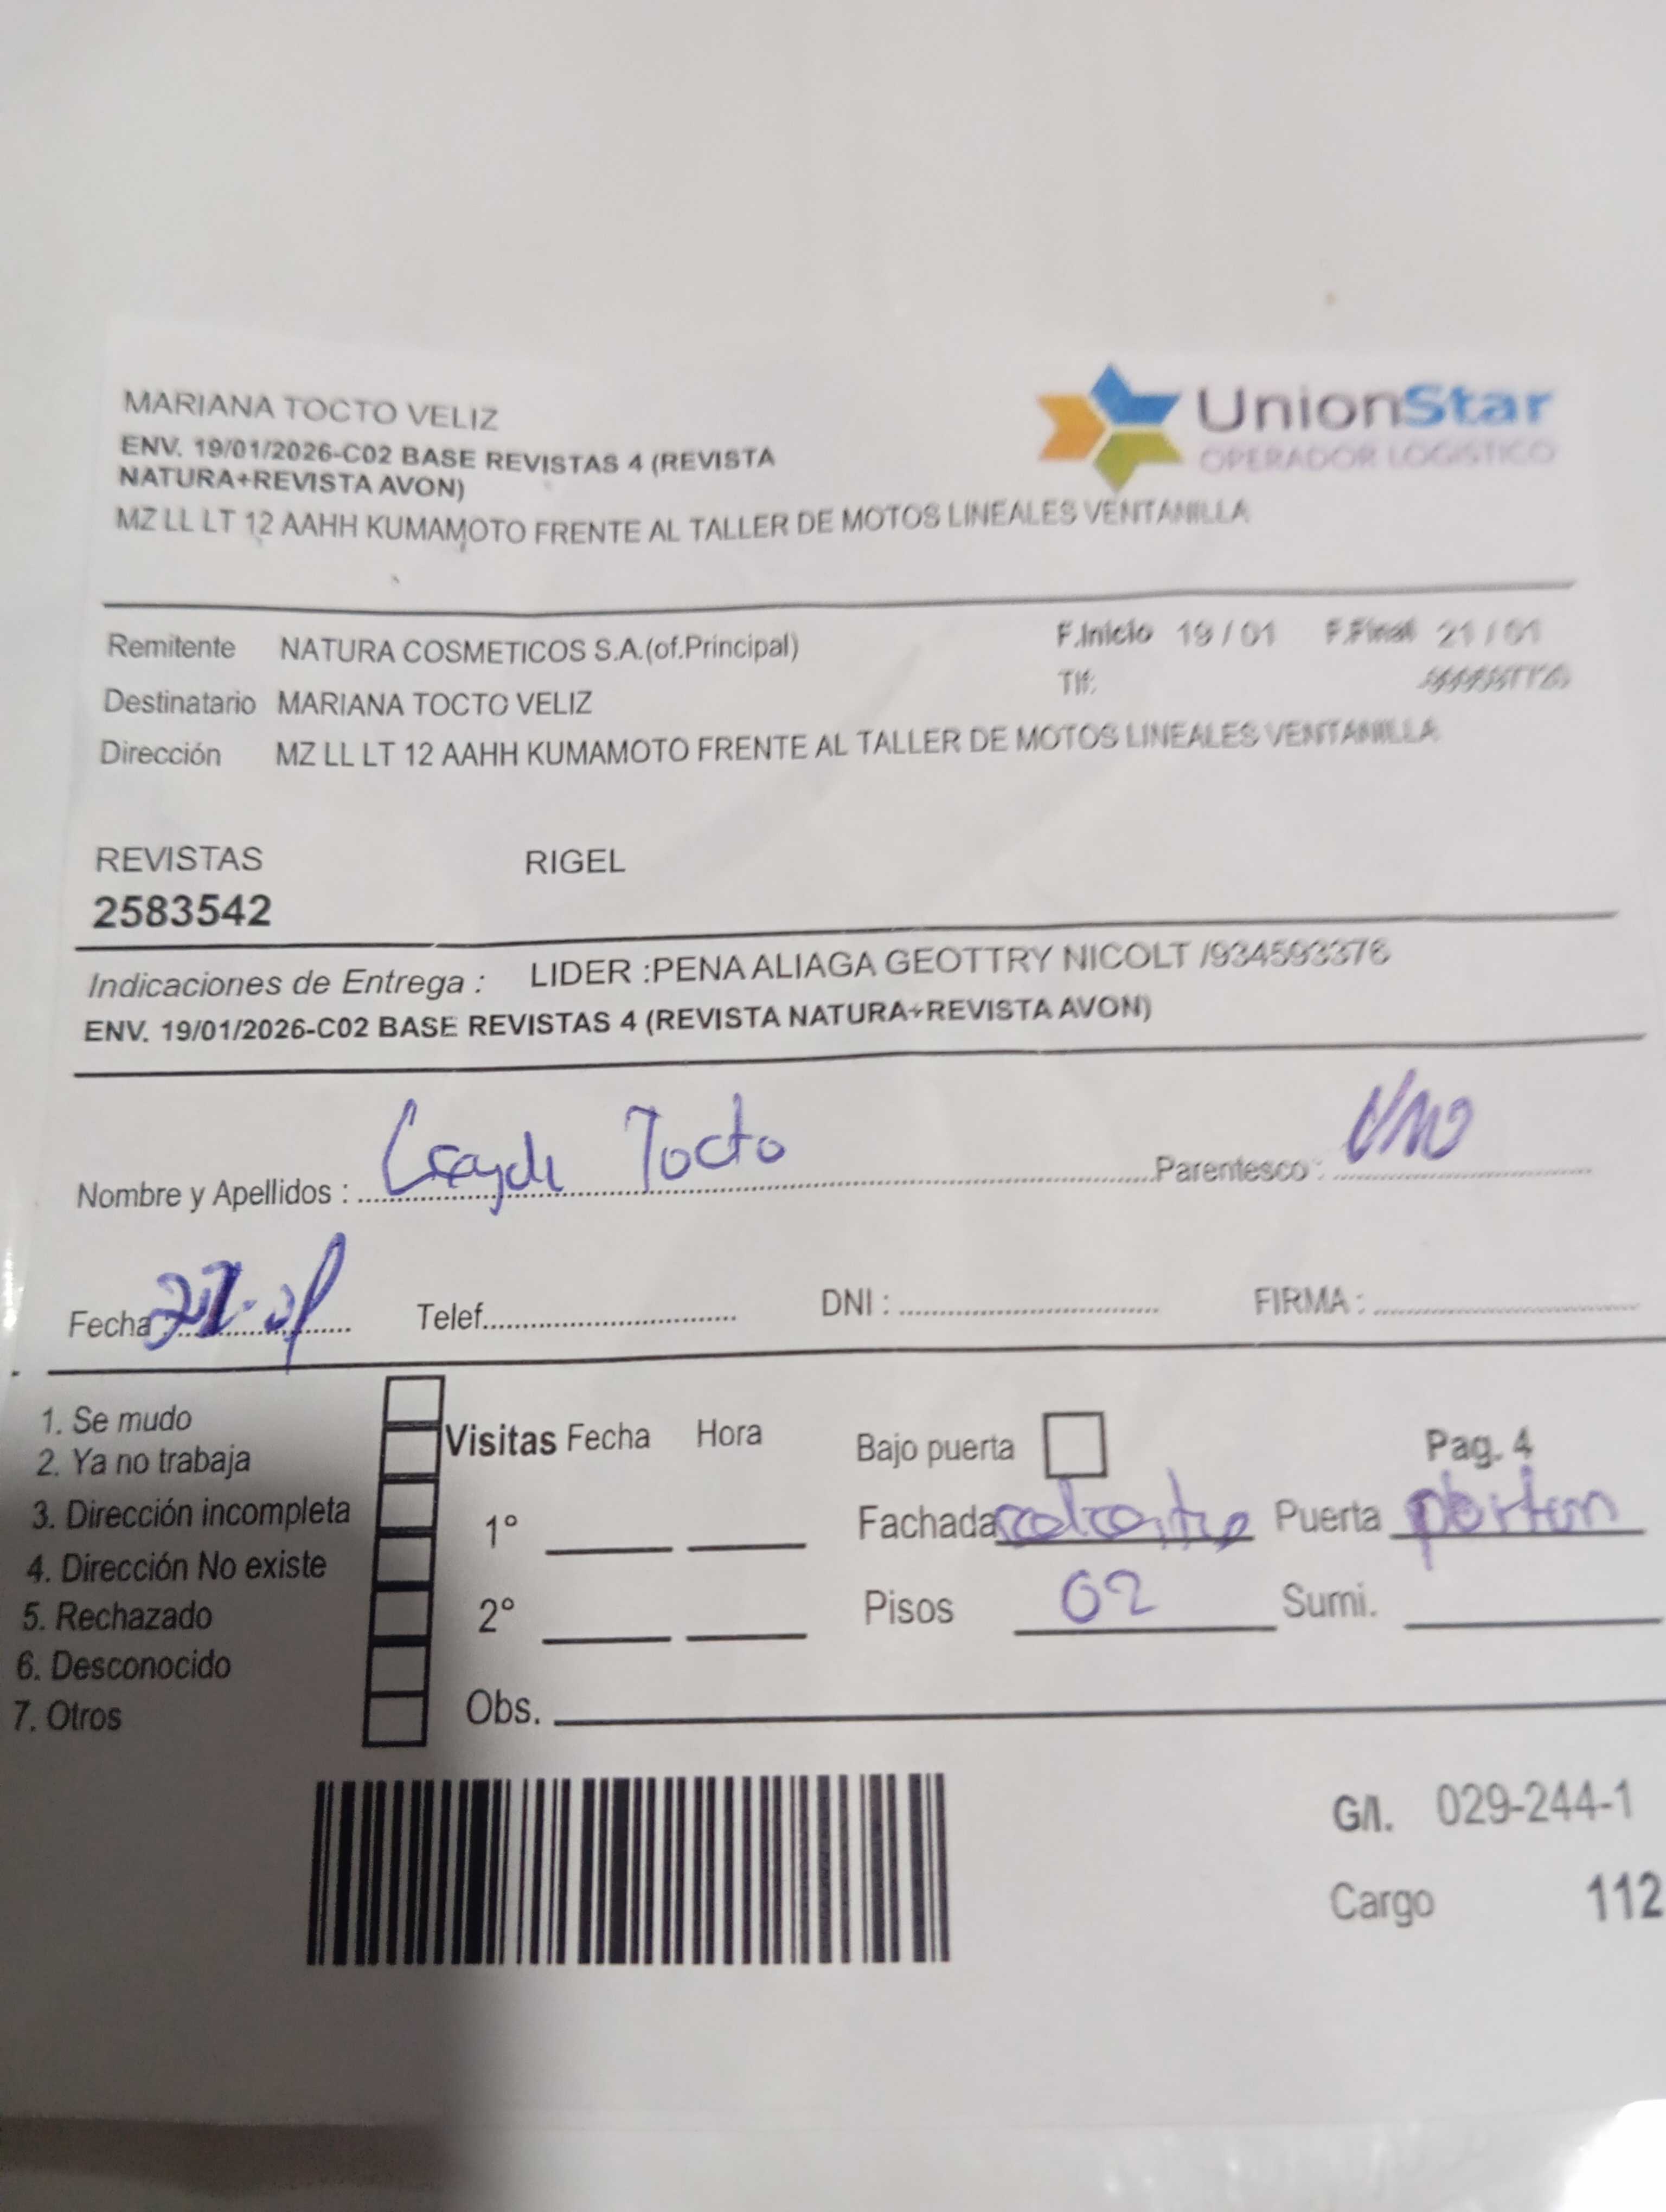 MARIANA TOCTO VELIZ
UnionStar
OPERADOR LOGISTICO
ENV. 19/01/2026-C02 BASE REVISTAS 4 (REVISTA
NATURA+REVISTA AVON)
MZ LL LT 12 AAHH KUMAMOTO FRENTE AL TALLER DE MOTOS LINEALES VENTANILLA
Remitente NATURA COSMETICOS S.A.(of.Principal) F.Inicio 19 / 01 F.Final 21 / 01
Tlf:
Destinatario MARIANA TOCTO VELIZ
Dirección MZ LL LT 12 AAHH KUMAMOTO FRENTE AL TALLER DE MOTOS LINEALES VENTANILLA
REVISTAS RIGEL
2583542
Indicaciones de Entrega : LIDER :PENA ALIAGA GEOTTRY NICOLT /934593376
ENV. 19/01/2026-C02 BASE REVISTAS 4 (REVISTA NATURA+REVISTA AVON)
Nombre y Apellidos : Tocto Parentesco :
Fecha : Telef. DNI : FIRMA :
1. Se mudo
2. Ya no trabaja
3. Dirección incompleta
4. Dirección No existe
5. Rechazado
6. Desconocido
7. Otros
Visitas Fecha Hora
1°
2°
Obs.
Bajo puerta Pag. 4
Fachada Puerta porton
Pisos 02 Sumi.
G/I. 029-244-1
Cargo 112